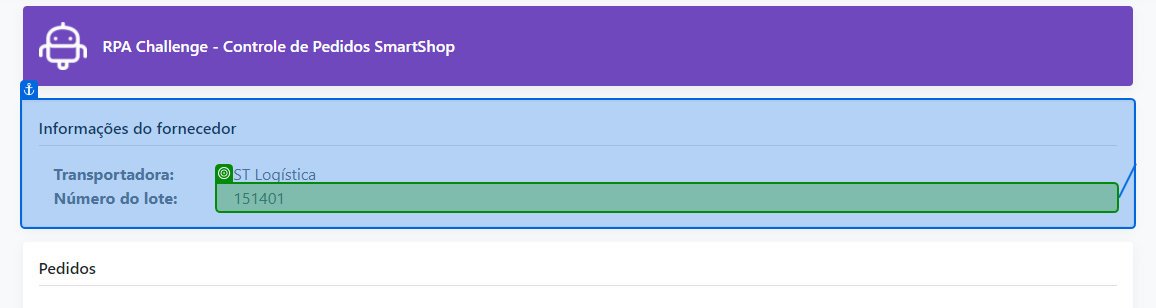 RPA Challenge - Controle de Pedidos SmartShop
Informações do fornecedor
Transportadora: ST Logística
Número do lote: 151401
Pedidos